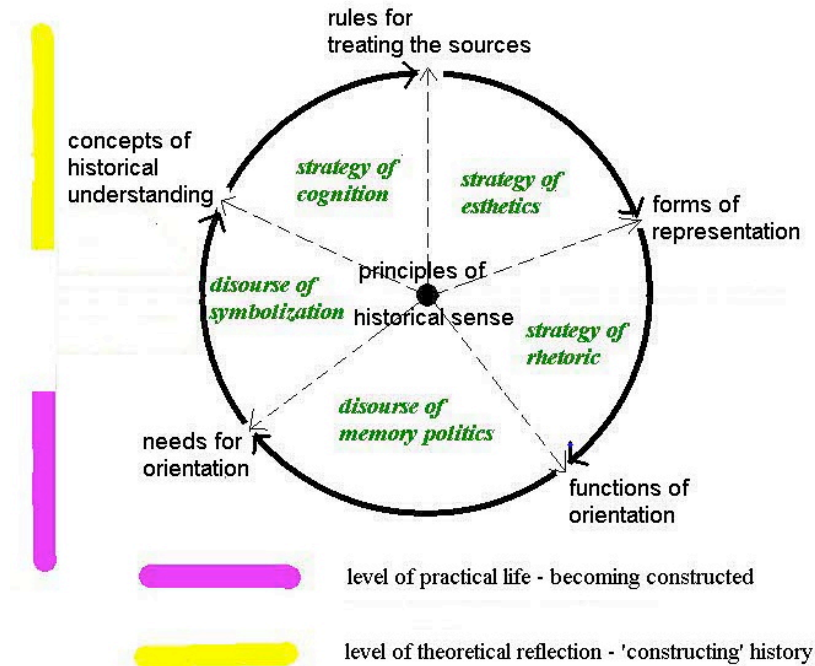 rules for
treating the sources
concepts of
historical
understanding
strategy of
cognition
strategy of
esthetics
forms of
representation
principles of
historical sense
disourse of
symbolization
strategy of
rhetoric
disourse of
memory politics
needs for
orientation
functions of
orientation
level of practical life - becoming constructed
level of theoretical reflection - 'constructing' history